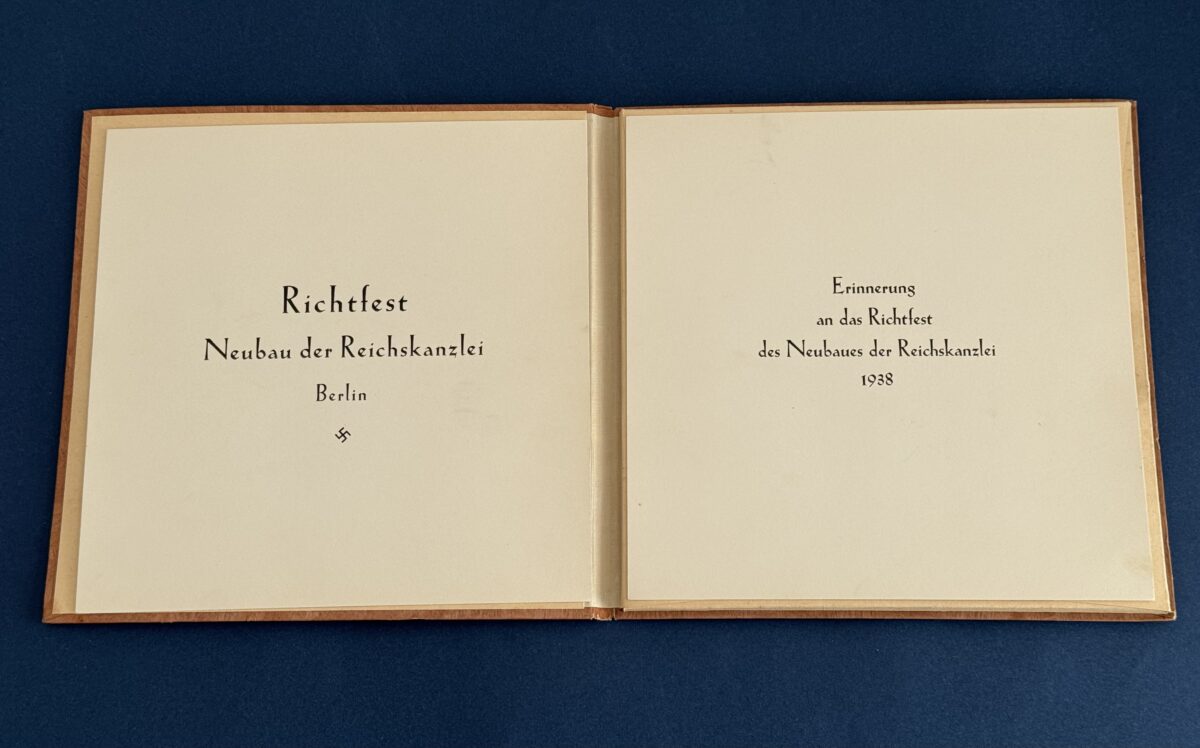 Richtfest
Neubau der Reichskanzlei
Berlin
Erinnerung
an das Richtfest
des Neubaues der Reichskanzlei
1938